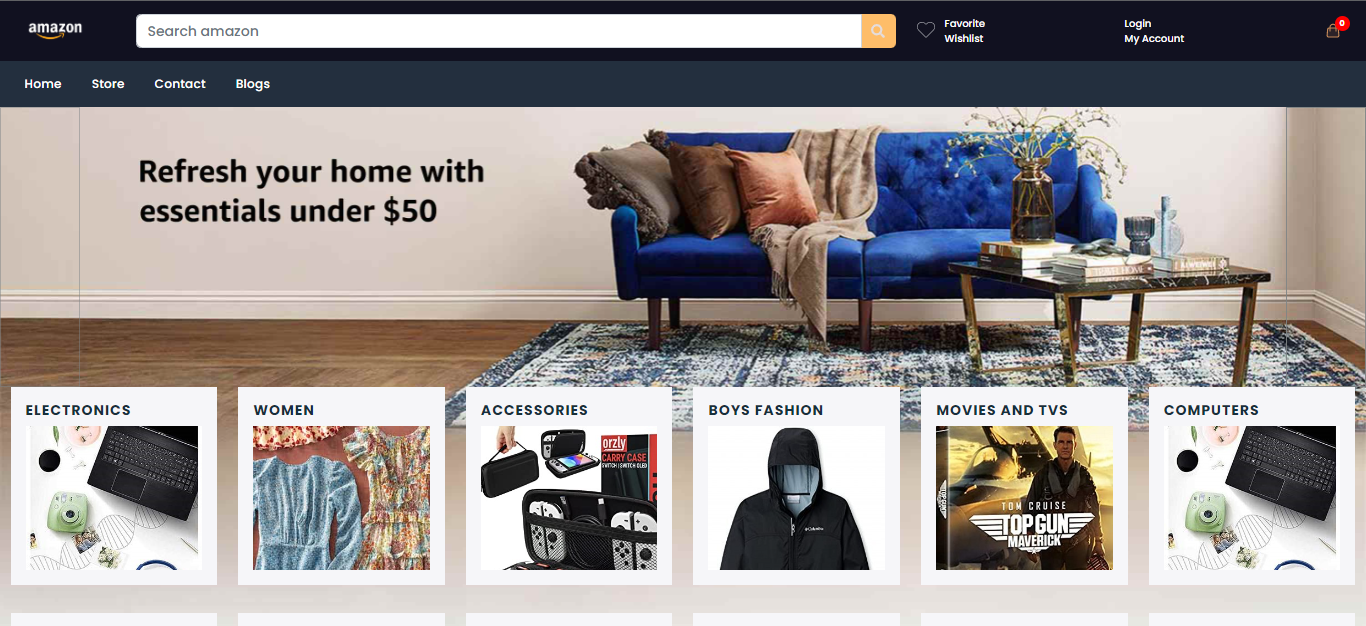 amazon
Search amazon
Favorite
Wishlist
Login
My Account
0
Home
Store
Contact
Blogs
Refresh your home with
essentials under $50
ELECTRONICS
WOMEN
ACCESSORIES
BOYS FASHION
MOVIES AND TVS
COMPUTERS
orzly
CARRY CASE
SWITCH | SWITCH OLED
Columbia
TOM CRUISE
TOP GUN
MAVERICK